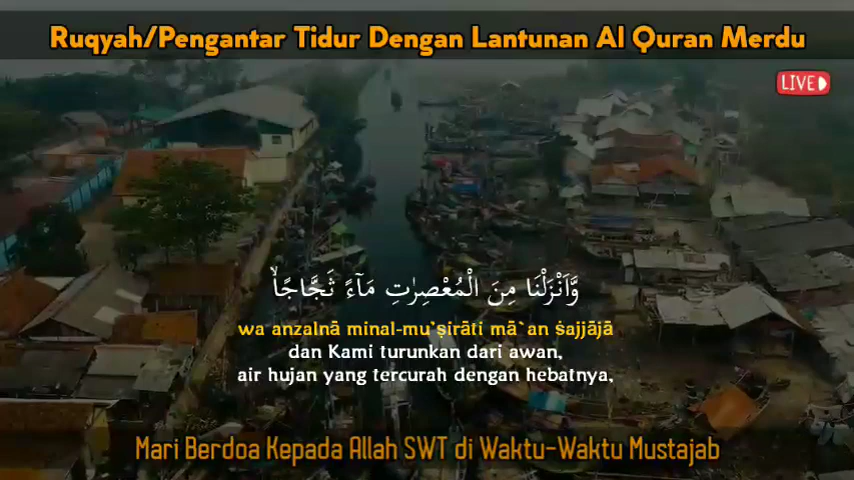 Ruqyah/Pengantar Tidur Dengan Lantunan Al Quran Merdu
LIVE
وَّاَنْزَلْنَا مِنَ الْمُعْصِرٰتِ مَاۤءً ثَجَّاجًاۙ
wa anzalnā minal-mu‘ṣirāti mā`an ṡajjājā
dan Kami turunkan dari awan,
air hujan yang tercurah dengan hebatnya,
Mari Berdoa Kepada Allah SWT di Waktu-Waktu Mustajab